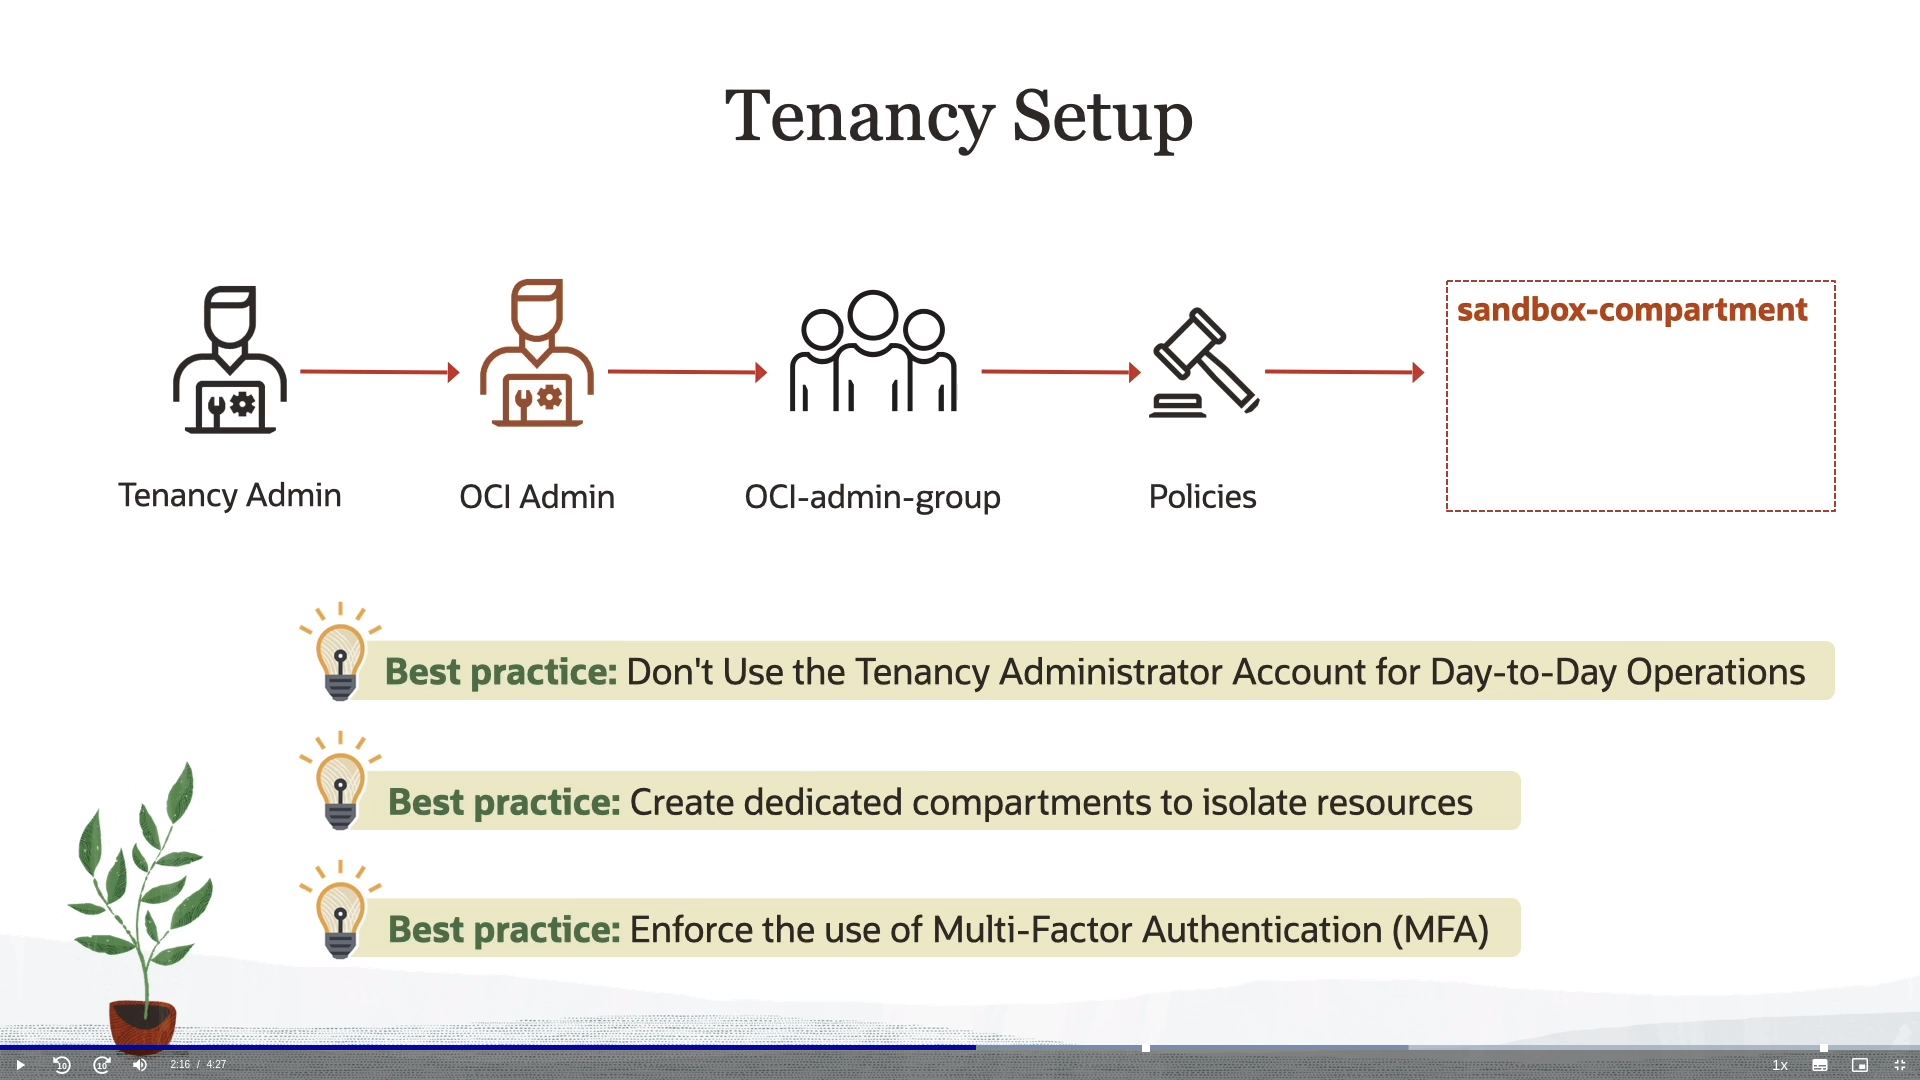 Tenancy Setup
sandbox-compartment
Tenancy Admin
OCI Admin
OCI-admin-group
Policies
Best practice: Don't Use the Tenancy Administrator Account for Day-to-Day Operations
Best practice: Create dedicated compartments to isolate resources
Best practice: Enforce the use of Multi-Factor Authentication (MFA)
10
10
2:16 / 4:27
1x